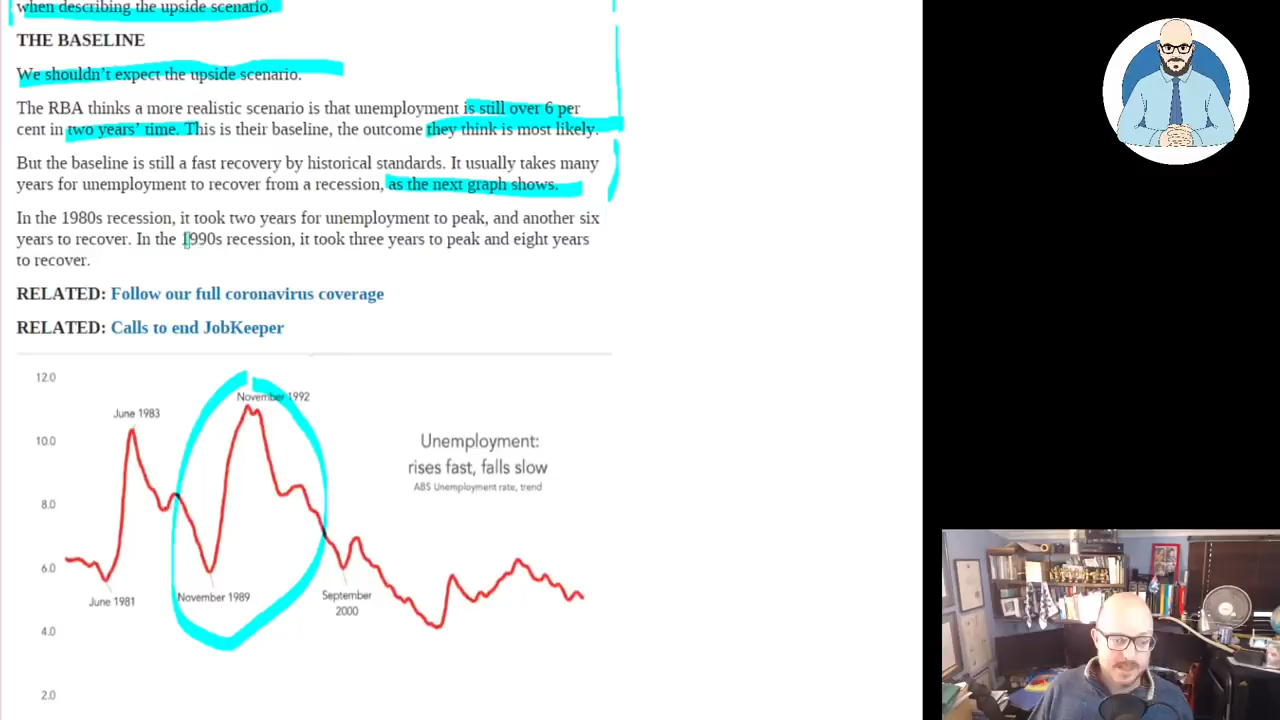 when describing the upside scenario.
THE BASELINE
We shouldn’t expect the upside scenario.
The RBA thinks a more realistic scenario is that unemployment is still over 6 per
cent in two years’ time. This is their baseline, the outcome they think is most likely.
But the baseline is still a fast recovery by historical standards. It usually takes many
years for unemployment to recover from a recession, as the next graph shows.
In the 1980s recession, it took two years for unemployment to peak, and another six
years to recover. In the 1990s recession, it took three years to peak and eight years
to recover.
RELATED: Follow our full coronavirus coverage
RELATED: Calls to end JobKeeper
12.0
November 1992
June 1983
10.0
Unemployment:
rises fast, falls slow
ABS Unemployment rate, trend
8.0
6.0
June 1981
November 1989
September
2000
4.0
2.0